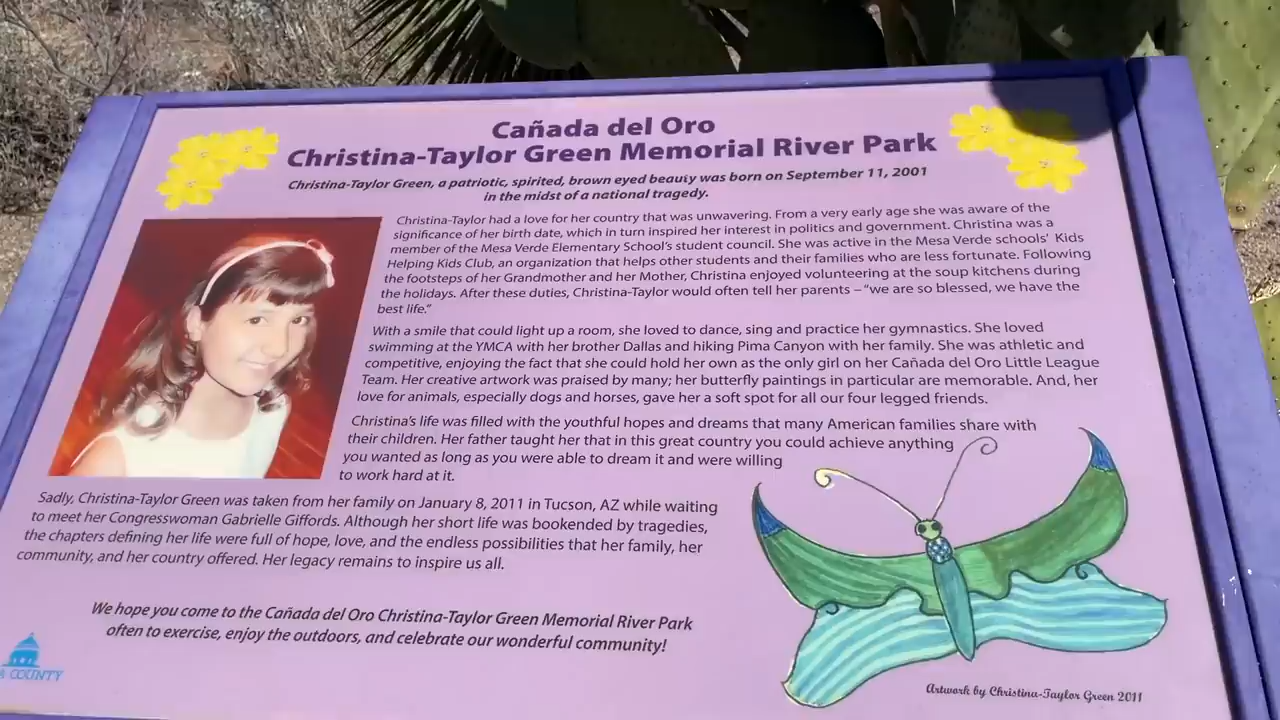 Cañada del Oro
Christina-Taylor Green Memorial River Park
Christina-Taylor Green, a patriotic, spirited, brown eyed beauty was born on September 11, 2001
in the midst of a national tragedy.
Christina-Taylor had a love for her country that was unwavering. From a very early age she was aware of the
significance of her birth date, which in turn inspired her interest in politics and government. Christina was a
member of the Mesa Verde Elementary School's student council. She was active in the Mesa Verde schools' Kids
Helping Kids Club, an organization that helps other students and their families who are less fortunate. Following
the footsteps of her Grandmother and her Mother, Christina enjoyed volunteering at the soup kitchens during
the holidays. After these duties, Christina-Taylor would often tell her parents – "we are so blessed, we have the
best life."
With a smile that could light up a room, she loved to dance, sing and practice her gymnastics. She loved
swimming at the YMCA with her brother Dallas and hiking Pima Canyon with her family. She was athletic and
competitive, enjoying the fact that she could hold her own as the only girl on her Cañada del Oro Little League
Team. Her creative artwork was praised by many; her butterfly paintings in particular are memorable. And, her
love for animals, especially dogs and horses, gave her a soft spot for all our four legged friends.
Christina's life was filled with the youthful hopes and dreams that many American families share with
their children. Her father taught her that in this great country you could achieve anything
you wanted as long as you were able to dream it and were willing
to work hard at it.
Sadly, Christina-Taylor Green was taken from her family on January 8, 2011 in Tucson, AZ while waiting
to meet her Congresswoman Gabrielle Giffords. Although her short life was bookended by tragedies,
the chapters defining her life were full of hope, love, and the endless possibilities that her family, her
community, and her country offered. Her legacy remains to inspire us all.
We hope you come to the Cañada del Oro Christina-Taylor Green Memorial River Park
often to exercise, enjoy the outdoors, and celebrate our wonderful community!
A COUNTY
Artwork by Christina-Taylor Green 2011